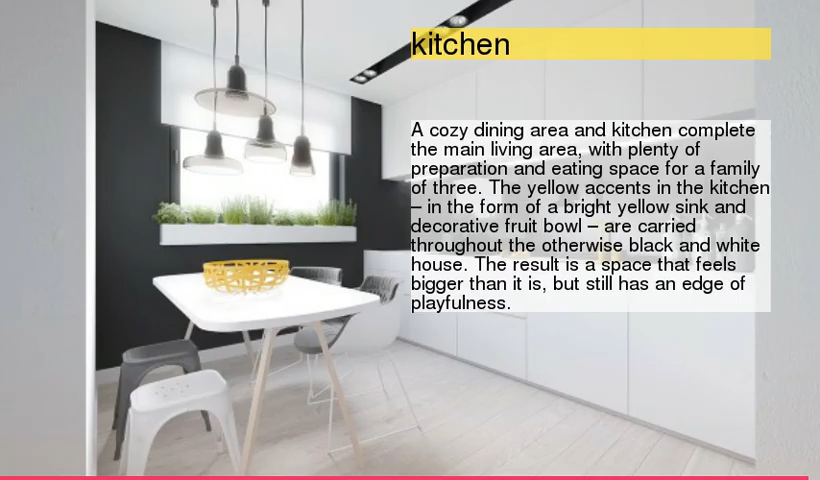 kitchen
A cozy dining area and kitchen complete
the main living area, with plenty of
preparation and eating space for a family
of three. The yellow accents in the kitchen
– in the form of a bright yellow sink and
decorative fruit bowl – are carried
throughout the otherwise black and white
house. The result is a space that feels
bigger than it is, but still has an edge of
playfulness.